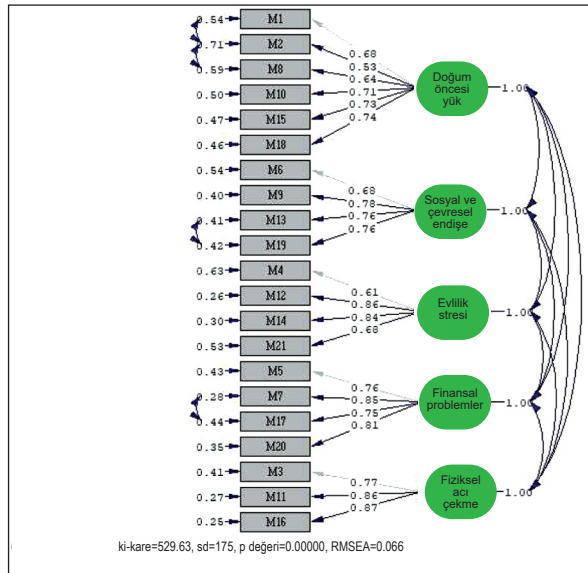 0.54 M1
0.71 M2
0.59 M8
0.50 M10
0.47 M15
0.46 M18
0.68
0.53
0.64
0.71
0.73
0.74
Doğum
öncesi
yük
1.00
0.54 M6
0.40 M9
0.41 M13
0.42 M19
0.68
0.78
0.76
0.76
Sosyal ve
çevresel
endişe
1.00
0.63 M4
0.26 M12
0.30 M14
0.53 M21
0.61
0.86
0.84
0.68
Evlilik
stresi
1.00
0.43 M5
0.28 M7
0.44 M17
0.35 M20
0.76
0.85
0.75
0.81
Finansal
problemler
1.00
0.41 M3
0.27 M11
0.25 M16
0.77
0.86
0.87
Fiziksel
acı
çekme
1.00
ki-kare=529.63, sd=175, p değeri=0.00000, RMSEA=0.066